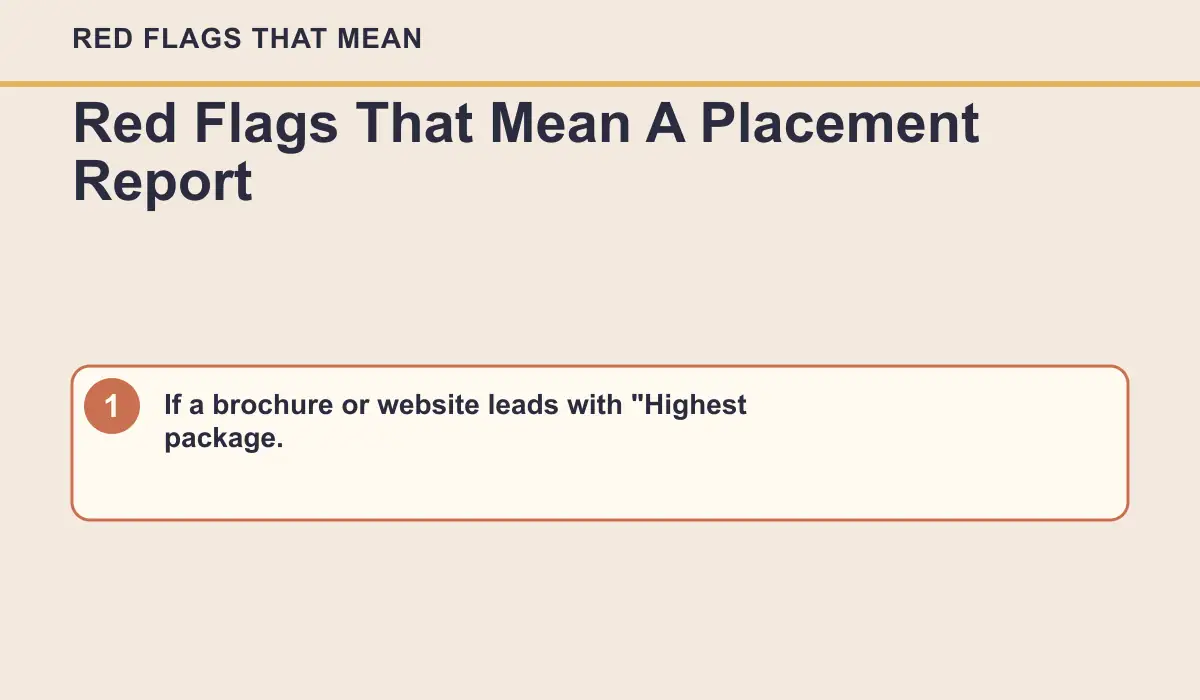 RED FLAGS THAT MEAN
Red Flags That Mean A Placement
Report
1
If a brochure or website leads with "Highest
package.